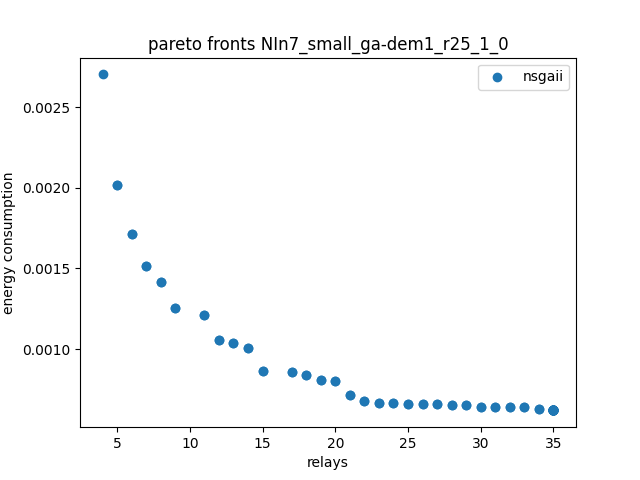 pareto fronts NIn7_small_ga-dem1_r25_1_0
nsgaii
energy consumption
0.0025
0.0020
0.0015
0.0010
5 10 15 20 25 30 35
relays